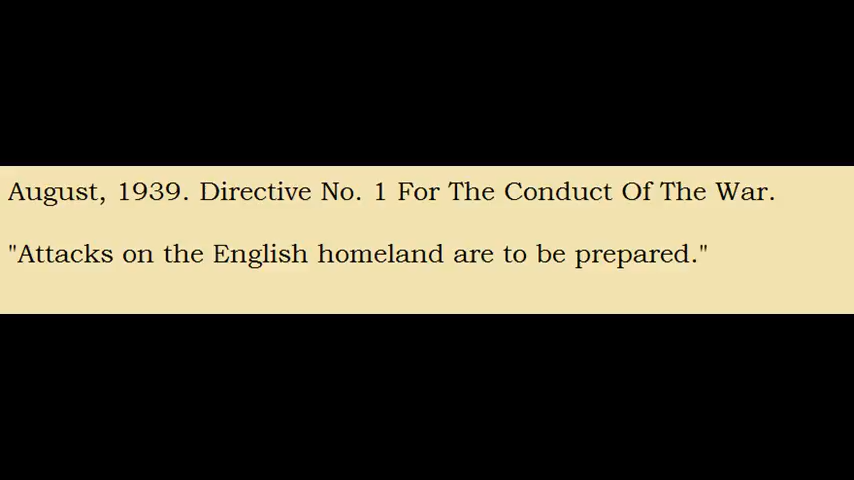 August, 1939. Directive No. 1 For The Conduct Of The War.
"Attacks on the English homeland are to be prepared."